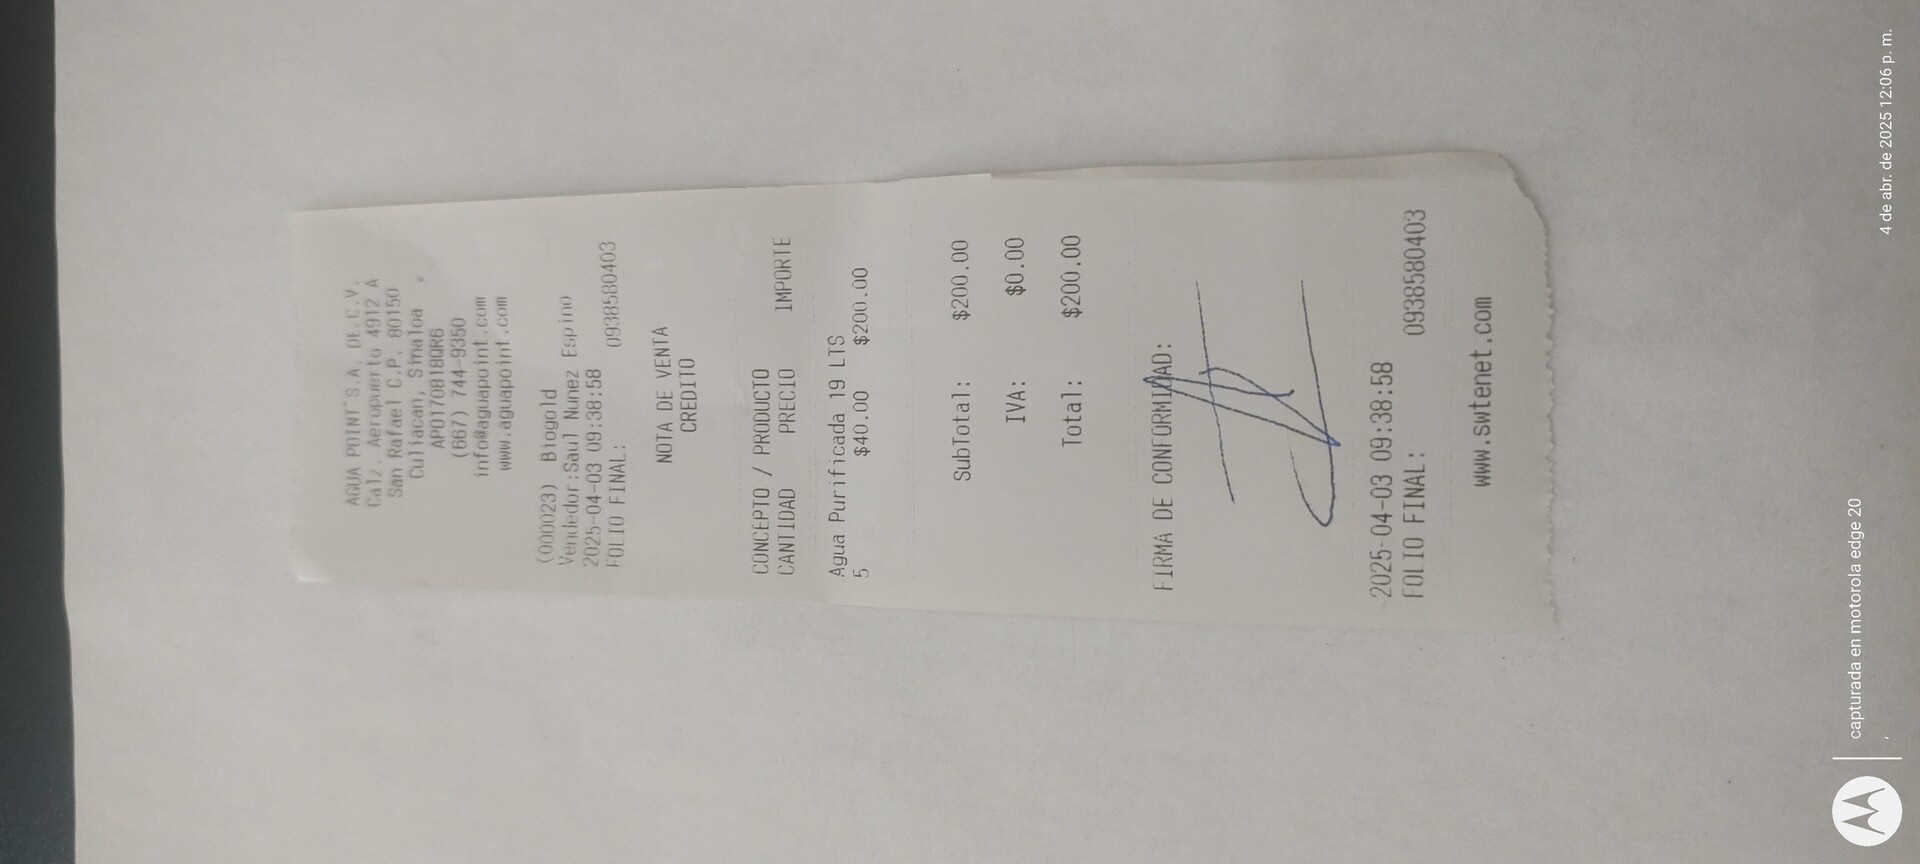 AGUA POINT S.A. DE.C.V.
Calz. Aeropuerto 4912 A
San Rafael C.P. 80150
Culiacan, Sinaloa
APO170818QR6
(667) 744-9350
info@aguapoint.com
www.aguapoint.com
(000023) Biogold
Vendedor:Saul Nunez Espino
2025-04-03 09:38:58
FOLIO FINAL: 0938580403
NOTA DE VENTA
CREDITO
CONCEPTO / PRODUCTO
CANTIDAD PRECIO IMPORTE
Agua Purificada 19 LTS
5 $40.00 $200.00
SubTotal: $200.00
IVA: $0.00
Total: $200.00
FIRMA DE CONFORMIDAD:
2025-04-03 09:38:58
FOLIO FINAL: 0938580403
www.swtenet.com
capturada en motorola edge 20
,
4 de abr. de 2025 12:06 p. m.